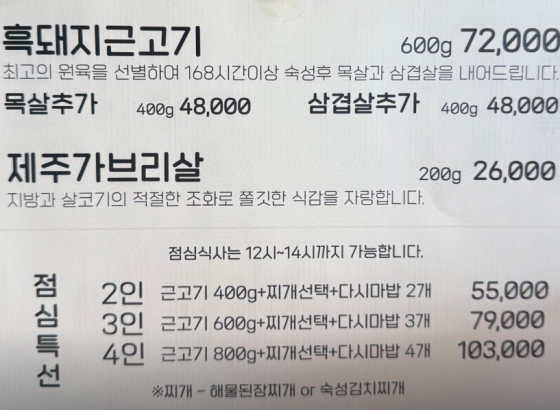 흑돼지근고기 600g 72,000
최고의 원육을 선별하여 168시간이상 숙성후 목살과 삼겹살을 내어드립니다.
목살추가 400g 48,000 삼겹살추가 400g 48,000
제주가브리살 200g 26,000
지방과 살코기의 적절한 조화로 쫄깃한 식감을 자랑합니다.
점심식사는 12시~14시까지 가능합니다.
점심특선
2인 근고기 400g+찌개선택+다시마밥 2개 55,000
3인 근고기 600g+찌개선택+다시마밥 3개 79,000
4인 근고기 800g+찌개선택+다시마밥 4개 103,000
※찌개 - 해물된장찌개 or 숙성김치찌개